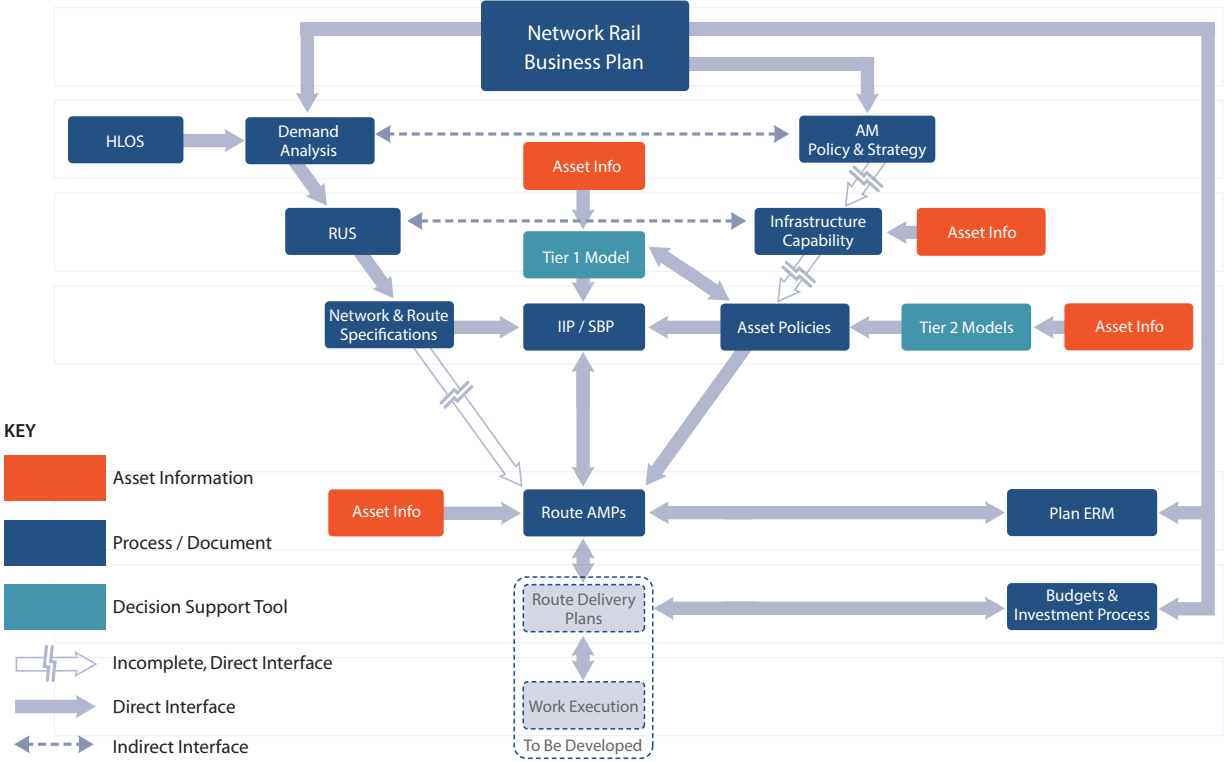 Network Rail
Business Plan
HLOS
Demand
Analysis
AM
Policy & Strategy
Asset Info
RUS
Infrastructure
Capability
Asset Info
Tier 1 Model
Network & Route
Specifications
IIP / SBP
Asset Policies
Tier 2 Models
Asset Info
KEY
Asset Information
Process / Document
Decision Support Tool
Incomplete, Direct Interface
Direct Interface
Indirect Interface
Asset Info
Route AMPs
Plan ERM
Route Delivery
Plans
Budgets &
Investment Process
Work Execution
To Be Developed